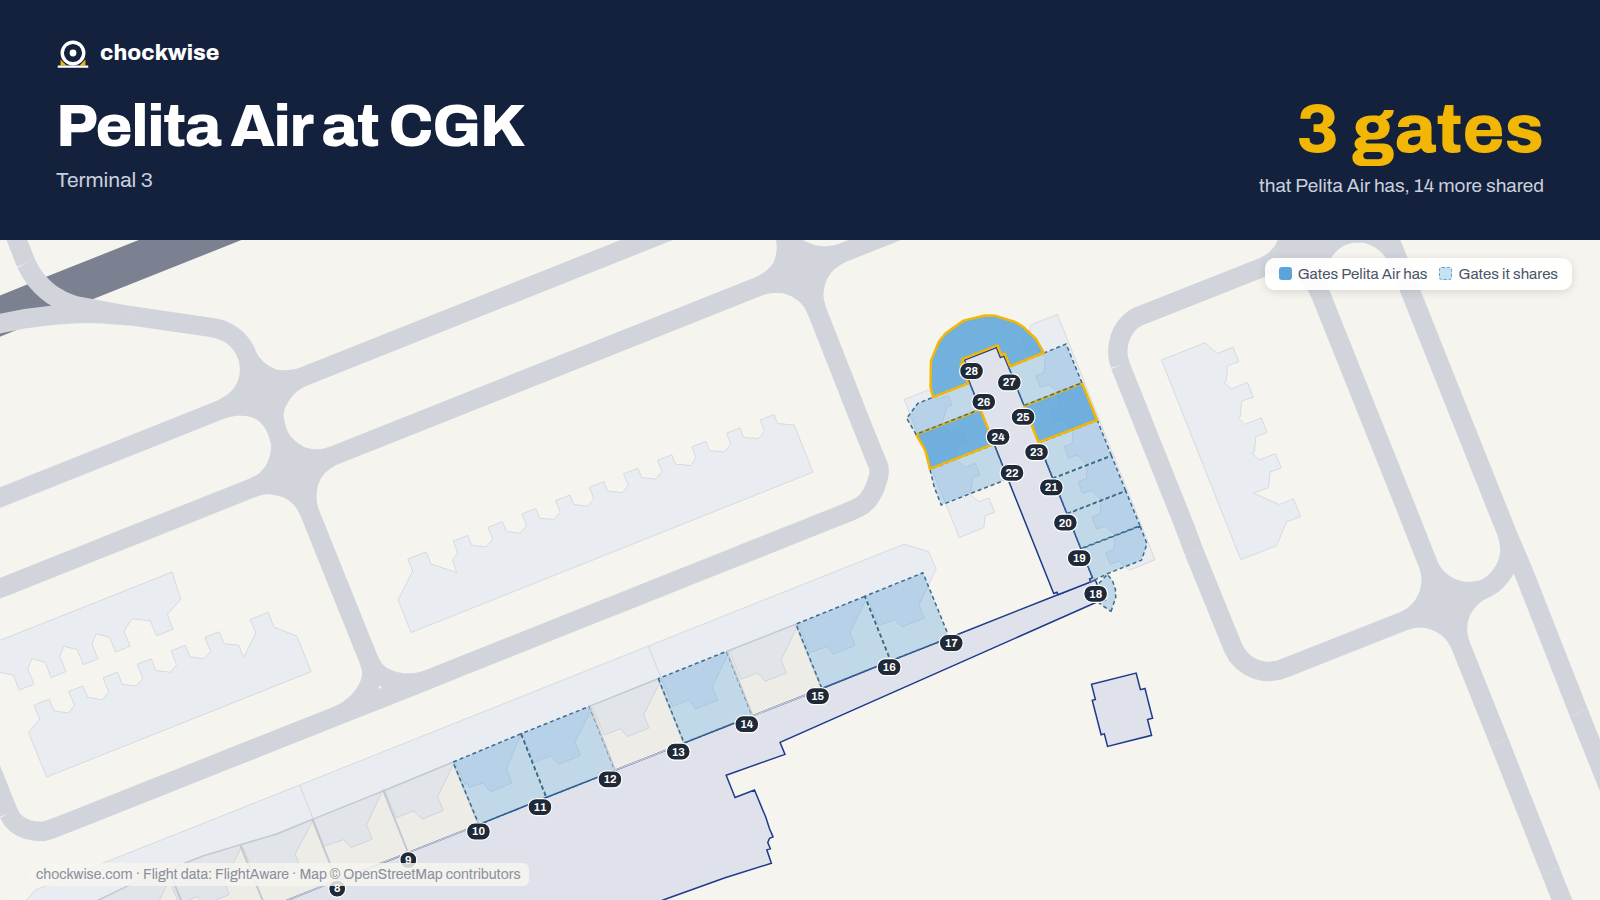 chockwise
Pelita Air at CGK
Terminal 3
3 gates
that Pelita Air has, 14 more shared
Gates Pelita Air has
Gates it shares
28
27
26
25
24
23
22
21
20
19
18
17
16
15
14
13
12
11
10
9
8
chockwise.com · Flight data: FlightAware · Map © OpenStreetMap contributors